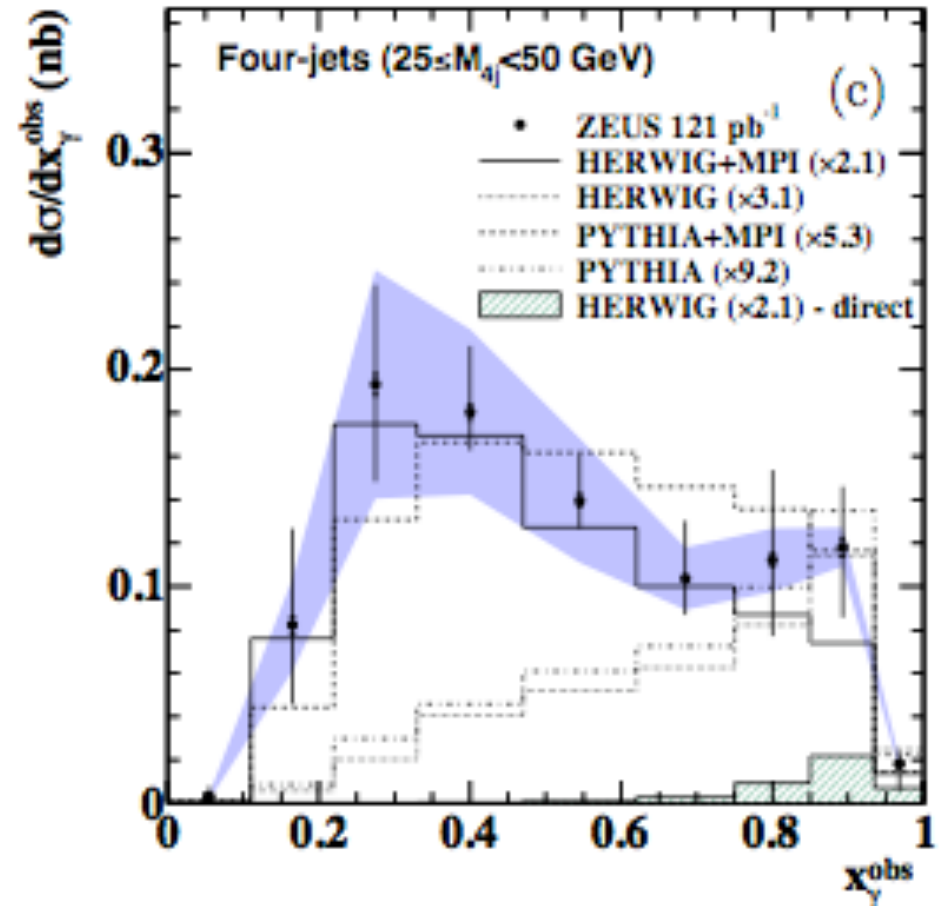 Four-jets (25≤M4j<50 GeV)
(c)
ZEUS 121 pb-1
HERWIG+MPI (×2.1)
HERWIG (×3.1)
PYTHIA+MPI (×5.3)
PYTHIA (×9.2)
HERWIG (×2.1) - direct
dσ/dxγobs (nb)
0.3
0.2
0.1
0
0 0.2 0.4 0.6 0.8 1
xγobs